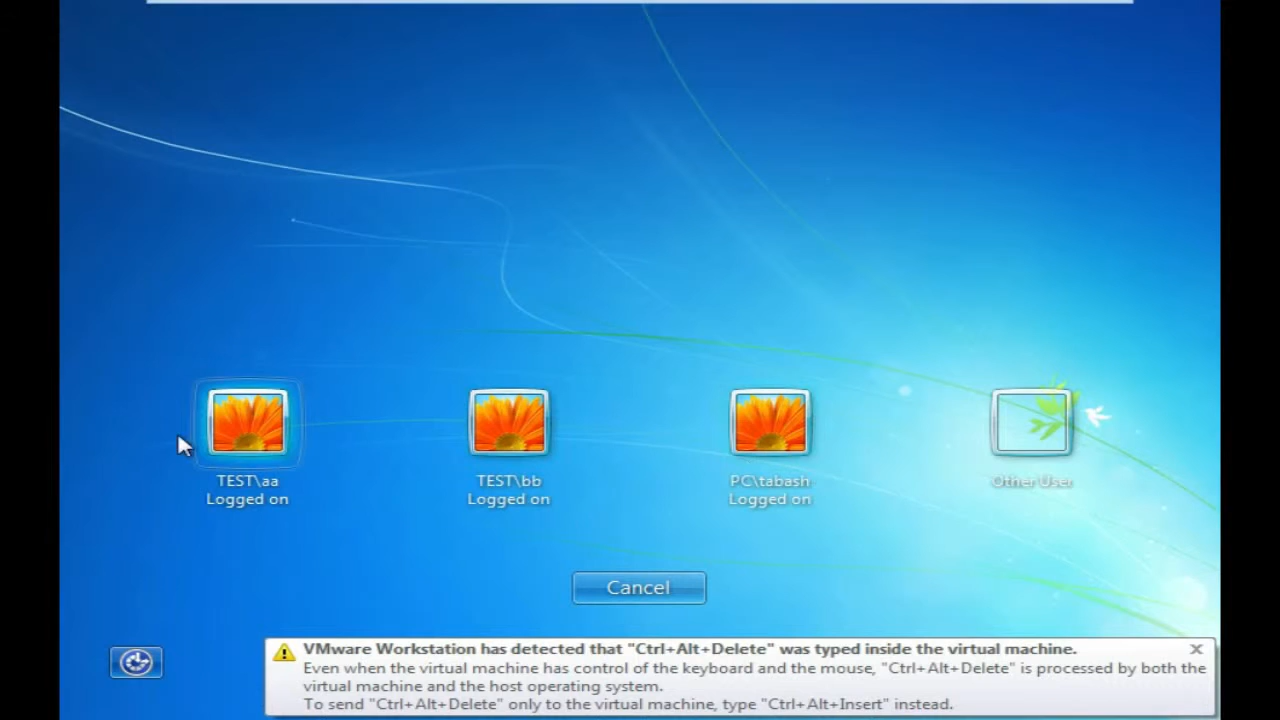 TEST\aa
Logged on
TEST\bb
Logged on
PC\tabash
Logged on
Other User
Cancel
VMware Workstation has detected that "Ctrl+Alt+Delete" was typed inside the virtual machine.
Even when the virtual machine has control of the keyboard and the mouse, "Ctrl+Alt+Delete" is processed by both the
virtual machine and the host operating system.
To send "Ctrl+Alt+Delete" only to the virtual machine, type "Ctrl+Alt+Insert" instead.